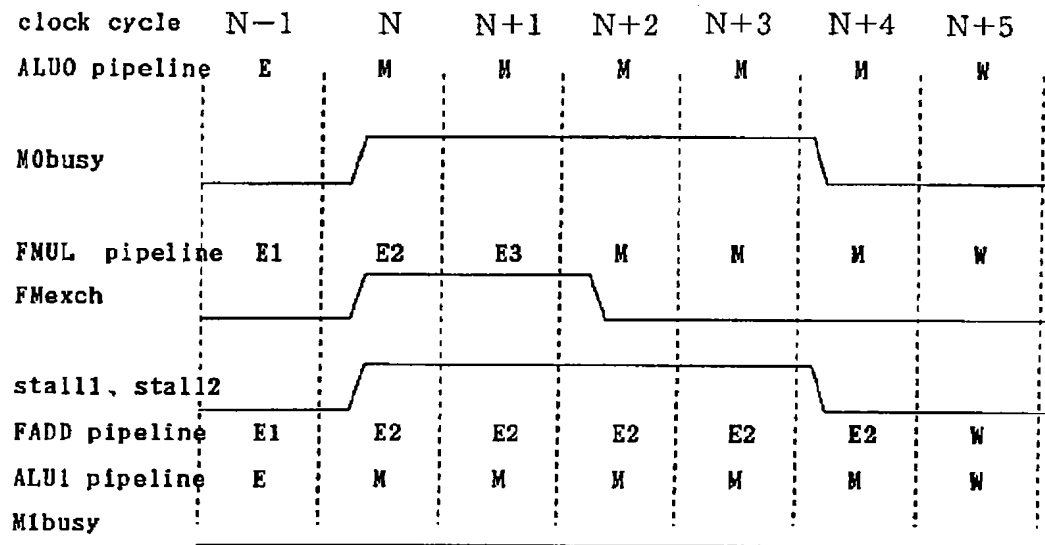 clock cycle N−1 N N+1 N+2 N+3 N+4 N+5
ALU0 pipeline E M M M M M W
M0busy
FMUL pipeline E1 E2 E3 M M M W
FMexch
stall1、stall2
FADD pipeline E1 E2 E2 E2 E2 E2 W
ALU1 pipeline E M M M M M W
M1busy